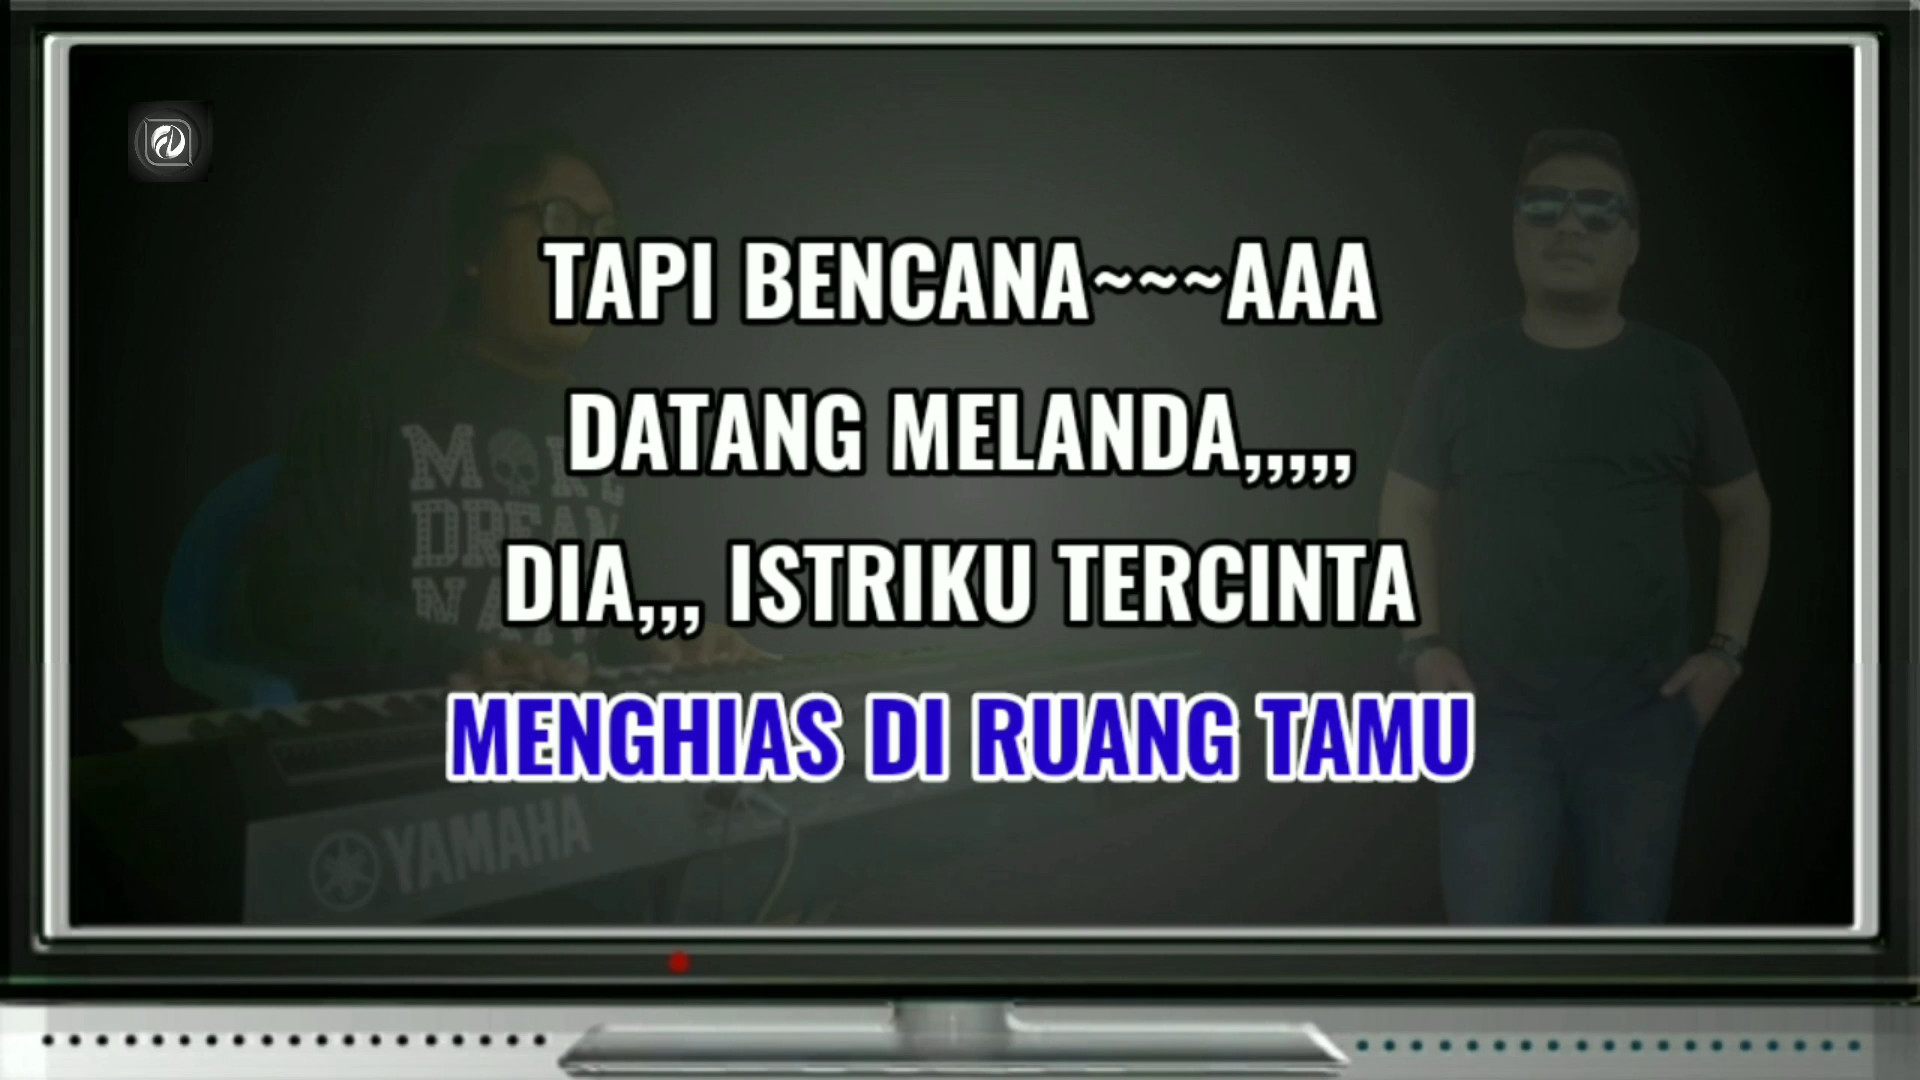 TAPI BENCANA~~~AAA
DATANG MELANDA,,,,,
DIA,,, ISTRIKU TERCINTA
MENGHIAS DI RUANG TAMU
YAMAHA